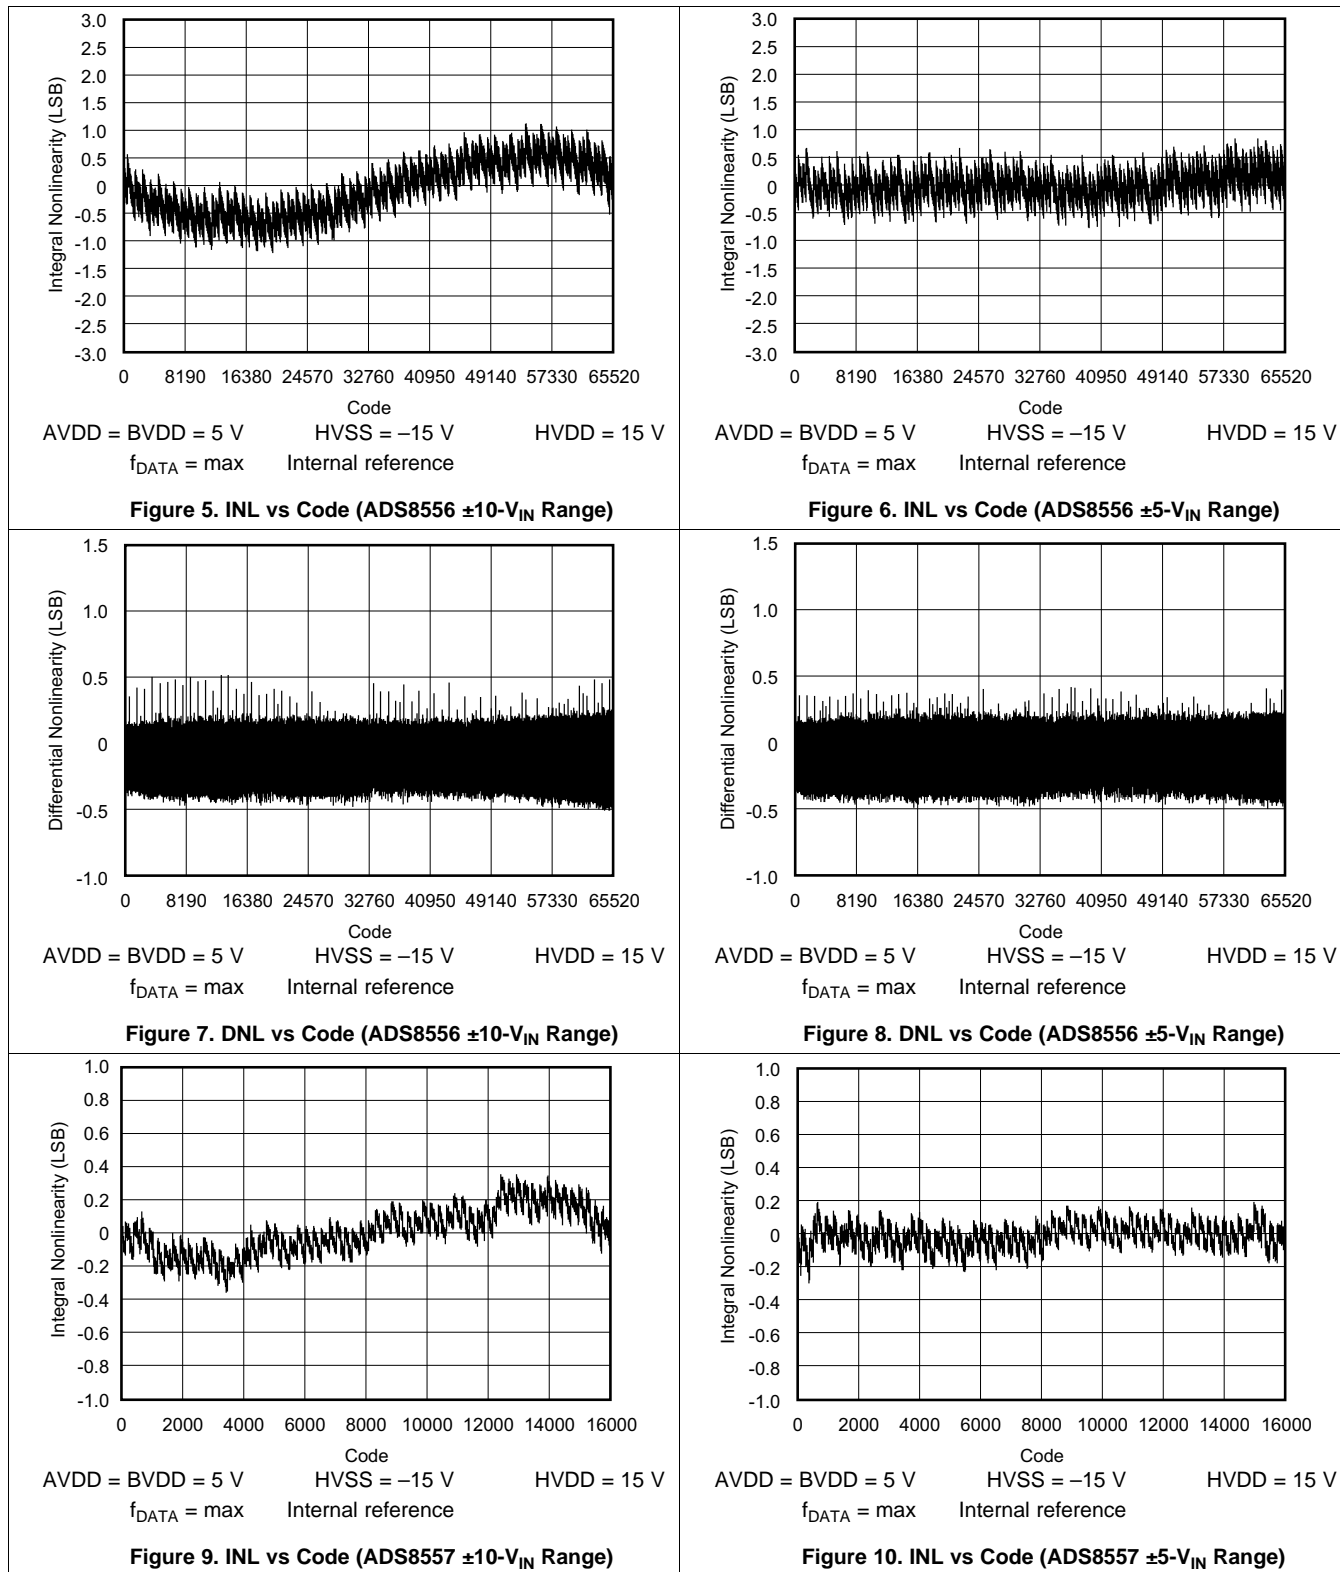 3.0
2.5
2.0
1.5
1.0
0.5
0
-0.5
-1.0
-1.5
-2.0
-2.5
-3.0
Integral Nonlinearity (LSB)
0 8190 16380 24570 32760 40950 49140 57330 65520
Code
AVDD = BVDD = 5 V HVSS = –15 V HVDD = 15 V
fDATA = max Internal reference
Figure 5. INL vs Code (ADS8556 ±10-VIN Range)
3.0
2.5
2.0
1.5
1.0
0.5
0
-0.5
-1.0
-1.5
-2.0
-2.5
-3.0
Integral Nonlinearity (LSB)
0 8190 16380 24570 32760 40950 49140 57330 65520
Code
AVDD = BVDD = 5 V HVSS = –15 V HVDD = 15 V
fDATA = max Internal reference
Figure 6. INL vs Code (ADS8556 ±5-VIN Range)
1.5
1.0
0.5
0
-0.5
-1.0
Differential Nonlinearity (LSB)
0 8190 16380 24570 32760 40950 49140 57330 65520
Code
AVDD = BVDD = 5 V HVSS = –15 V HVDD = 15 V
fDATA = max Internal reference
Figure 7. DNL vs Code (ADS8556 ±10-VIN Range)
1.5
1.0
0.5
0
-0.5
-1.0
Differential Nonlinearity (LSB)
0 8190 16380 24570 32760 40950 49140 57330 65520
Code
AVDD = BVDD = 5 V HVSS = –15 V HVDD = 15 V
fDATA = max Internal reference
Figure 8. DNL vs Code (ADS8556 ±5-VIN Range)
1.0
0.8
0.6
0.4
0.2
0
-0.2
-0.4
-0.6
-0.8
-1.0
Integral Nonlinearity (LSB)
0 2000 4000 6000 8000 10000 12000 14000 16000
Code
AVDD = BVDD = 5 V HVSS = –15 V HVDD = 15 V
fDATA = max Internal reference
Figure 9. INL vs Code (ADS8557 ±10-VIN Range)
1.0
0.8
0.6
0.4
0.2
0
-0.2
-0.4
-0.6
-0.8
-1.0
Integral Nonlinearity (LSB)
0 2000 4000 6000 8000 10000 12000 14000 16000
Code
AVDD = BVDD = 5 V HVSS = –15 V HVDD = 15 V
fDATA = max Internal reference
Figure 10. INL vs Code (ADS8557 ±5-VIN Range)